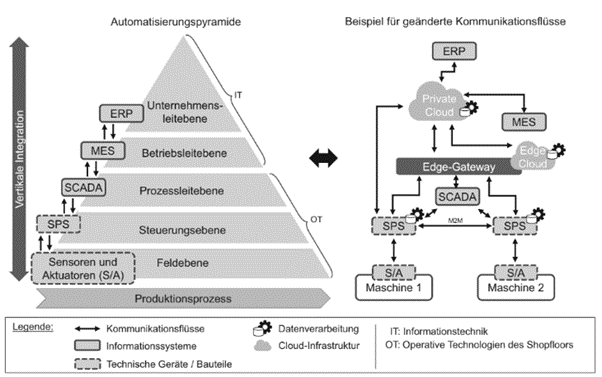 Automatisierungspyramide
Vertikale Integration
ERP
Unternehmens-
leitebene
IT
MES
Betriebsleitebene
SCADA
Prozessleitebene
SPS
Steuerungsebene
OT
Sensoren und
Aktuatoren (S/A)
Feldebene
Produktionsprozess
Beispiel für geänderte Kommunikationsflüsse
ERP
Private
Cloud
MES
Edge
Cloud
Edge-Gateway
SCADA
SPS
M2M
SPS
S/A
S/A
Maschine 1
Maschine 2
Legende:
Kommunikationsflüsse
Informationssysteme
Technische Geräte / Bauteile
Datenverarbeitung
Cloud-Infrastruktur
IT: Informationstechnik
OT: Operative Technologien des Shopfloors